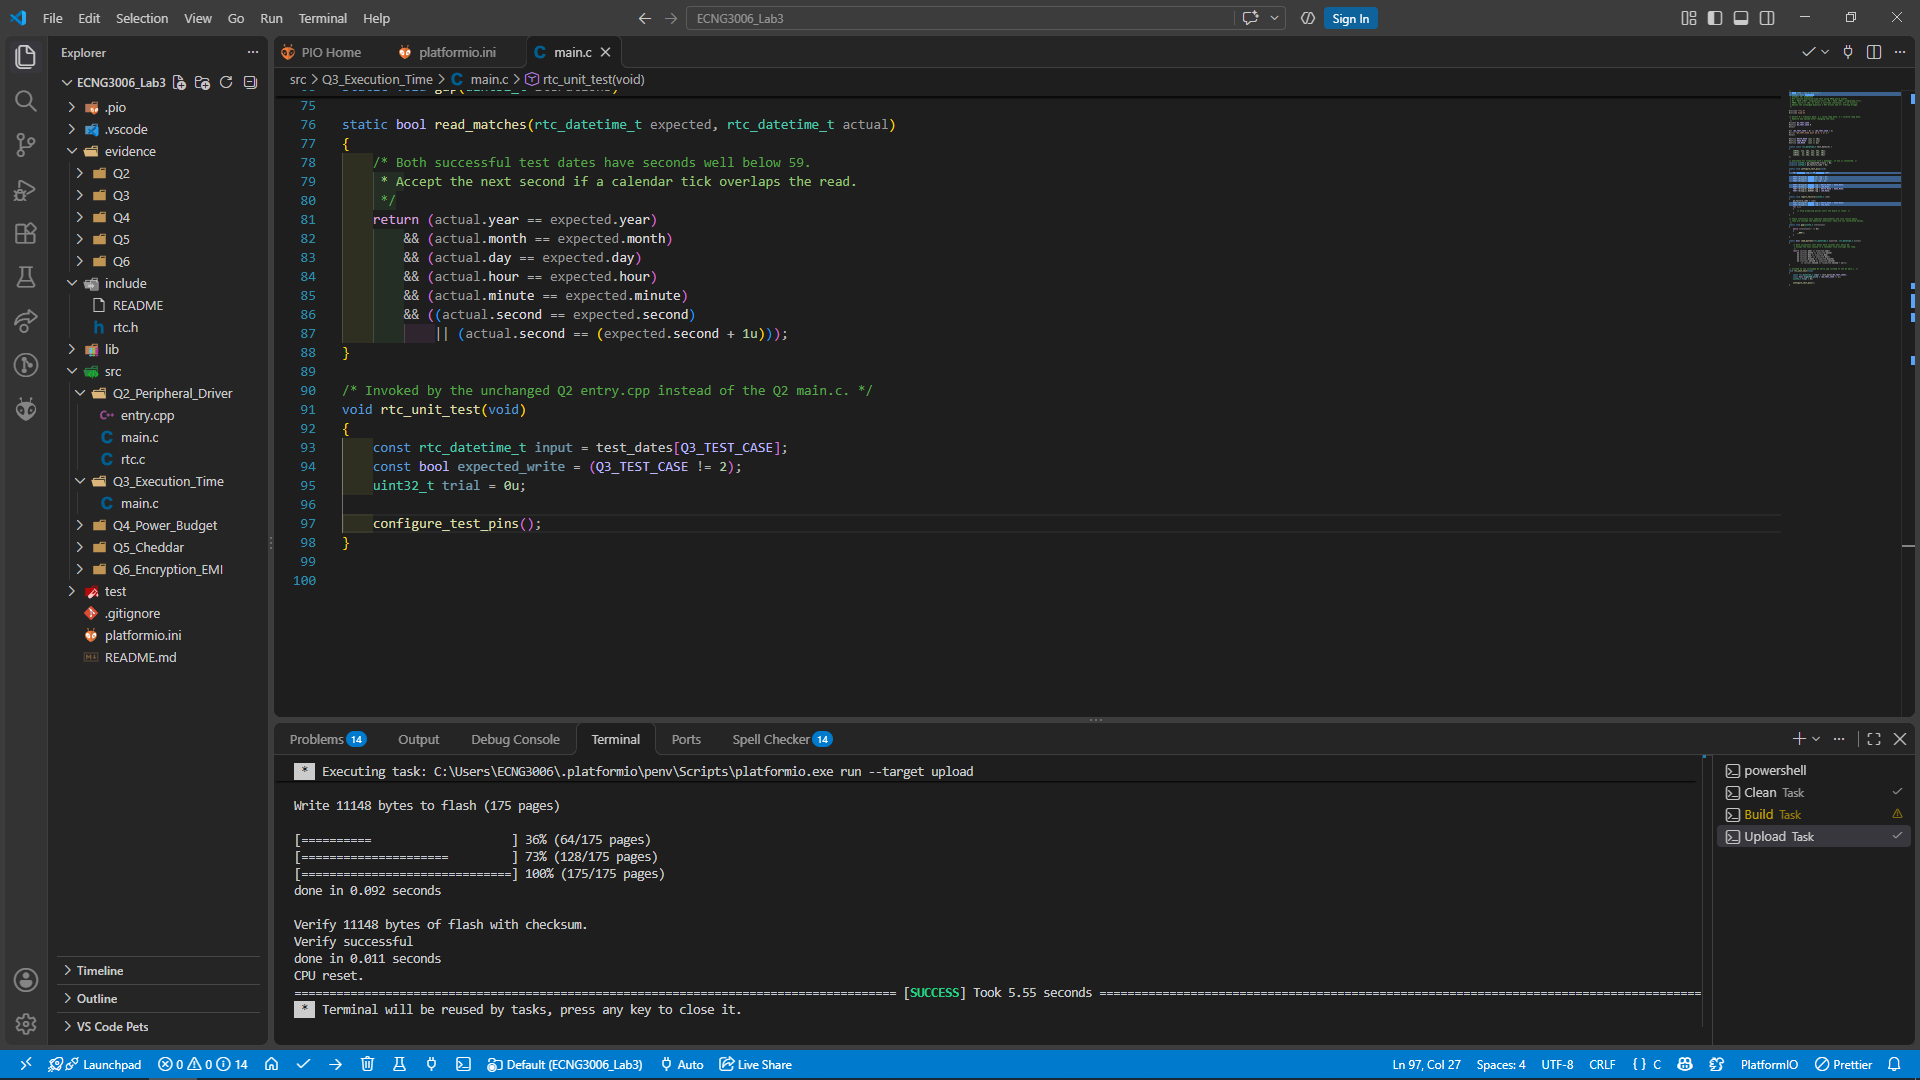 File Edit Selection View Go Run Terminal Help
ECNG3006_Lab3
Sign In
Explorer
PIO Home
platformio.ini
main.c
ECNG3006_Lab3
.pio
.vscode
evidence
Q2
Q3
Q4
Q5
Q6
include
README
rtc.h
lib
src
Q2_Peripheral_Driver
entry.cpp
main.c
rtc.c
Q3_Execution_Time
main.c
Q4_Power_Budget
Q5_Cheddar
Q6_Encryption_EMI
test
.gitignore
platformio.ini
README.md
Timeline
Outline
VS Code Pets
src > Q3_Execution_Time > C main.c > rtc_unit_test(void)
75
76 static bool read_matches(rtc_datetime_t expected, rtc_datetime_t actual)
77 {
78 /* Both successful test dates have seconds well below 59.
79 * Accept the next second if a calendar tick overlaps the read.
80 */
81 return (actual.year == expected.year)
82 && (actual.month == expected.month)
83 && (actual.day == expected.day)
84 && (actual.hour == expected.hour)
85 && (actual.minute == expected.minute)
86 && ((actual.second == expected.second)
87 || (actual.second == (expected.second + 1u)));
88 }
89
90 /* Invoked by the unchanged Q2 entry.cpp instead of the Q2 main.c. */
91 void rtc_unit_test(void)
92 {
93 const rtc_datetime_t input = test_dates[Q3_TEST_CASE];
94 const bool expected_write = (Q3_TEST_CASE != 2);
95 uint32_t trial = 0u;
96
97 configure_test_pins();
98 }
99
100
Problems 14 Output Debug Console Terminal Ports Spell Checker 14
* Executing task: C:\Users\ECNG3006\.platformio\penv\Scripts\platformio.exe run --target upload
Write 11148 bytes to flash (175 pages)
[========== ] 36% (64/175 pages)
[===================== ] 73% (128/175 pages)
[==============================] 100% (175/175 pages)
done in 0.092 seconds
Verify 11148 bytes of flash with checksum.
Verify successful
done in 0.011 seconds
CPU reset.
[SUCCESS] Took 5.55 seconds
* Terminal will be reused by tasks, press any key to close it.
powershell
Clean Task
Build Task
Upload Task
Launchpad 0 0 14 Default (ECNG3006_Lab3) Auto Live Share Ln 97, Col 27 Spaces: 4 UTF-8 CRLF {} C PlatformIO Prettier